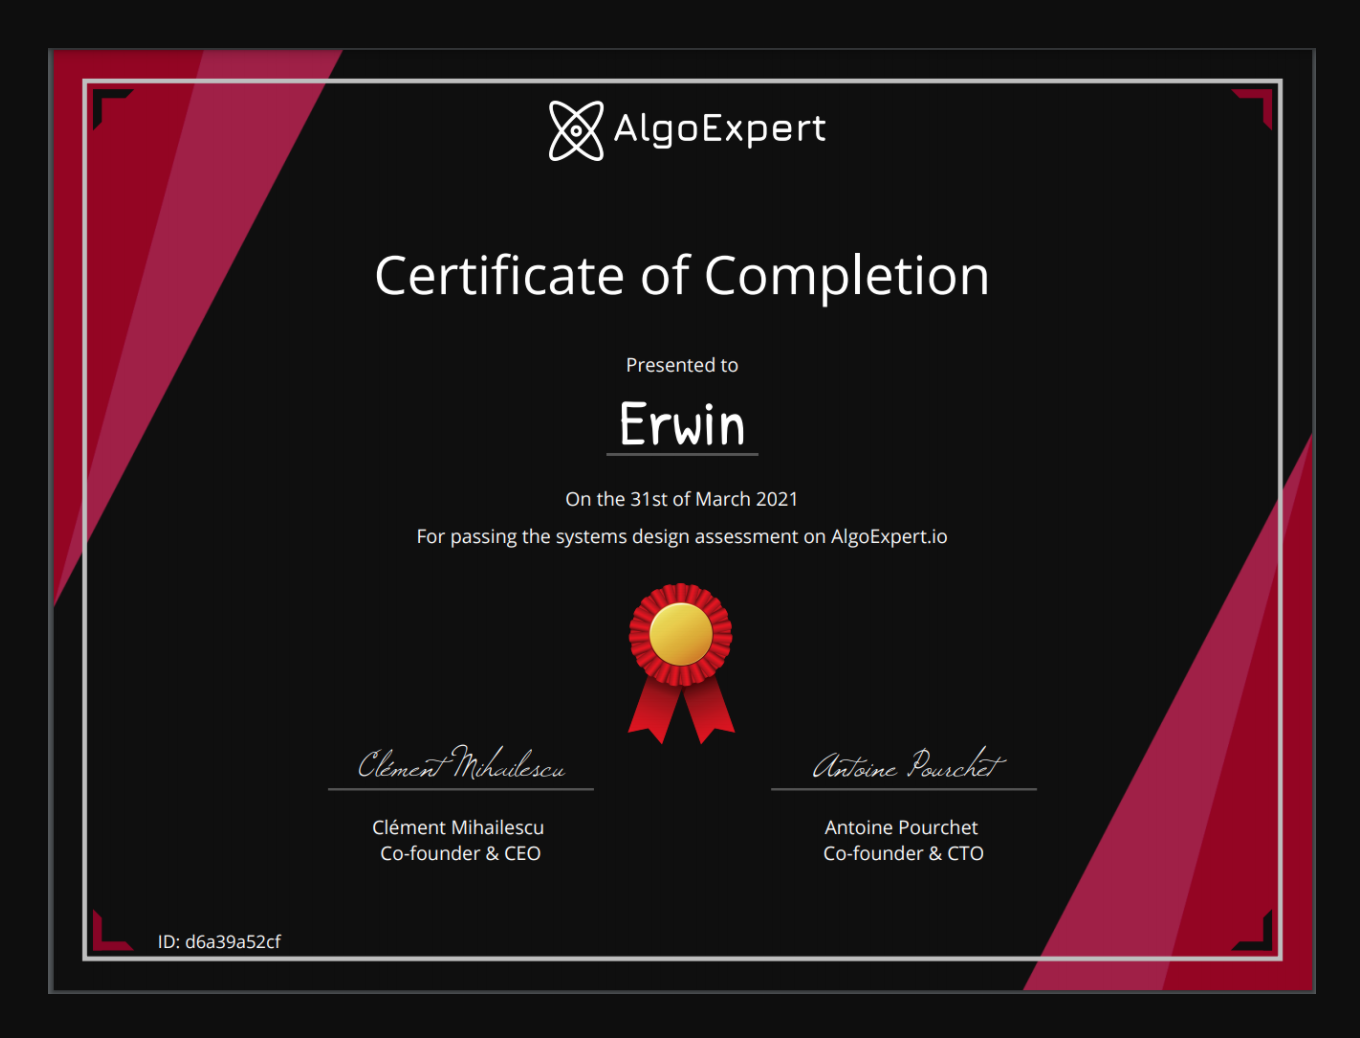 AlgoExpert
Certificate of Completion
Presented to
Erwin
On the 31st of March 2021
For passing the systems design assessment on AlgoExpert.io
Clément Mihailescu
Antoine Pourchet
Clément Mihailescu
Co-founder & CEO
Antoine Pourchet
Co-founder & CTO
ID: d6a39a52cf